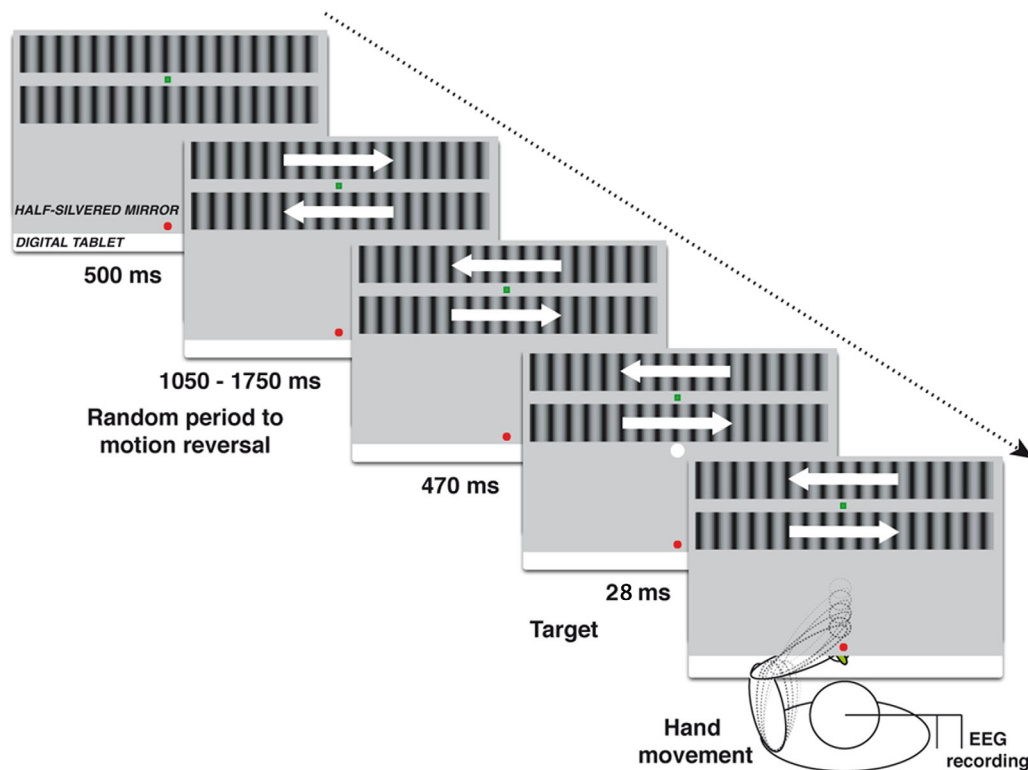 HALF-SILVERED MIRROR
DIGITAL TABLET
500 ms
1050 - 1750 ms
Random period to
motion reversal
470 ms
28 ms
Target
Hand
movement
EEG
recording